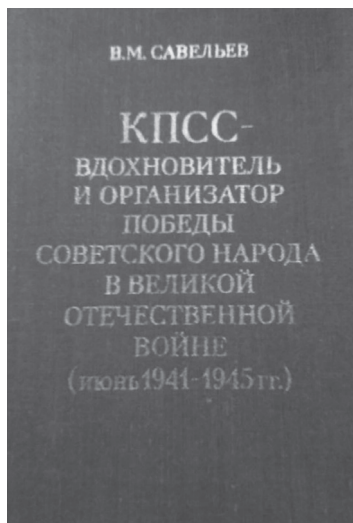 В.М. САВЕЛЬЕВ
КПСС-
ВДОХНОВИТЕЛЬ
И ОРГАНИЗАТОР
ПОБЕДЫ
СОВЕТСКОГО НАРОДА
В ВЕЛИКОЙ
ОТЕЧЕСТВЕННОЙ
ВОЙНЕ
(июнь 1941-1945 гг.)